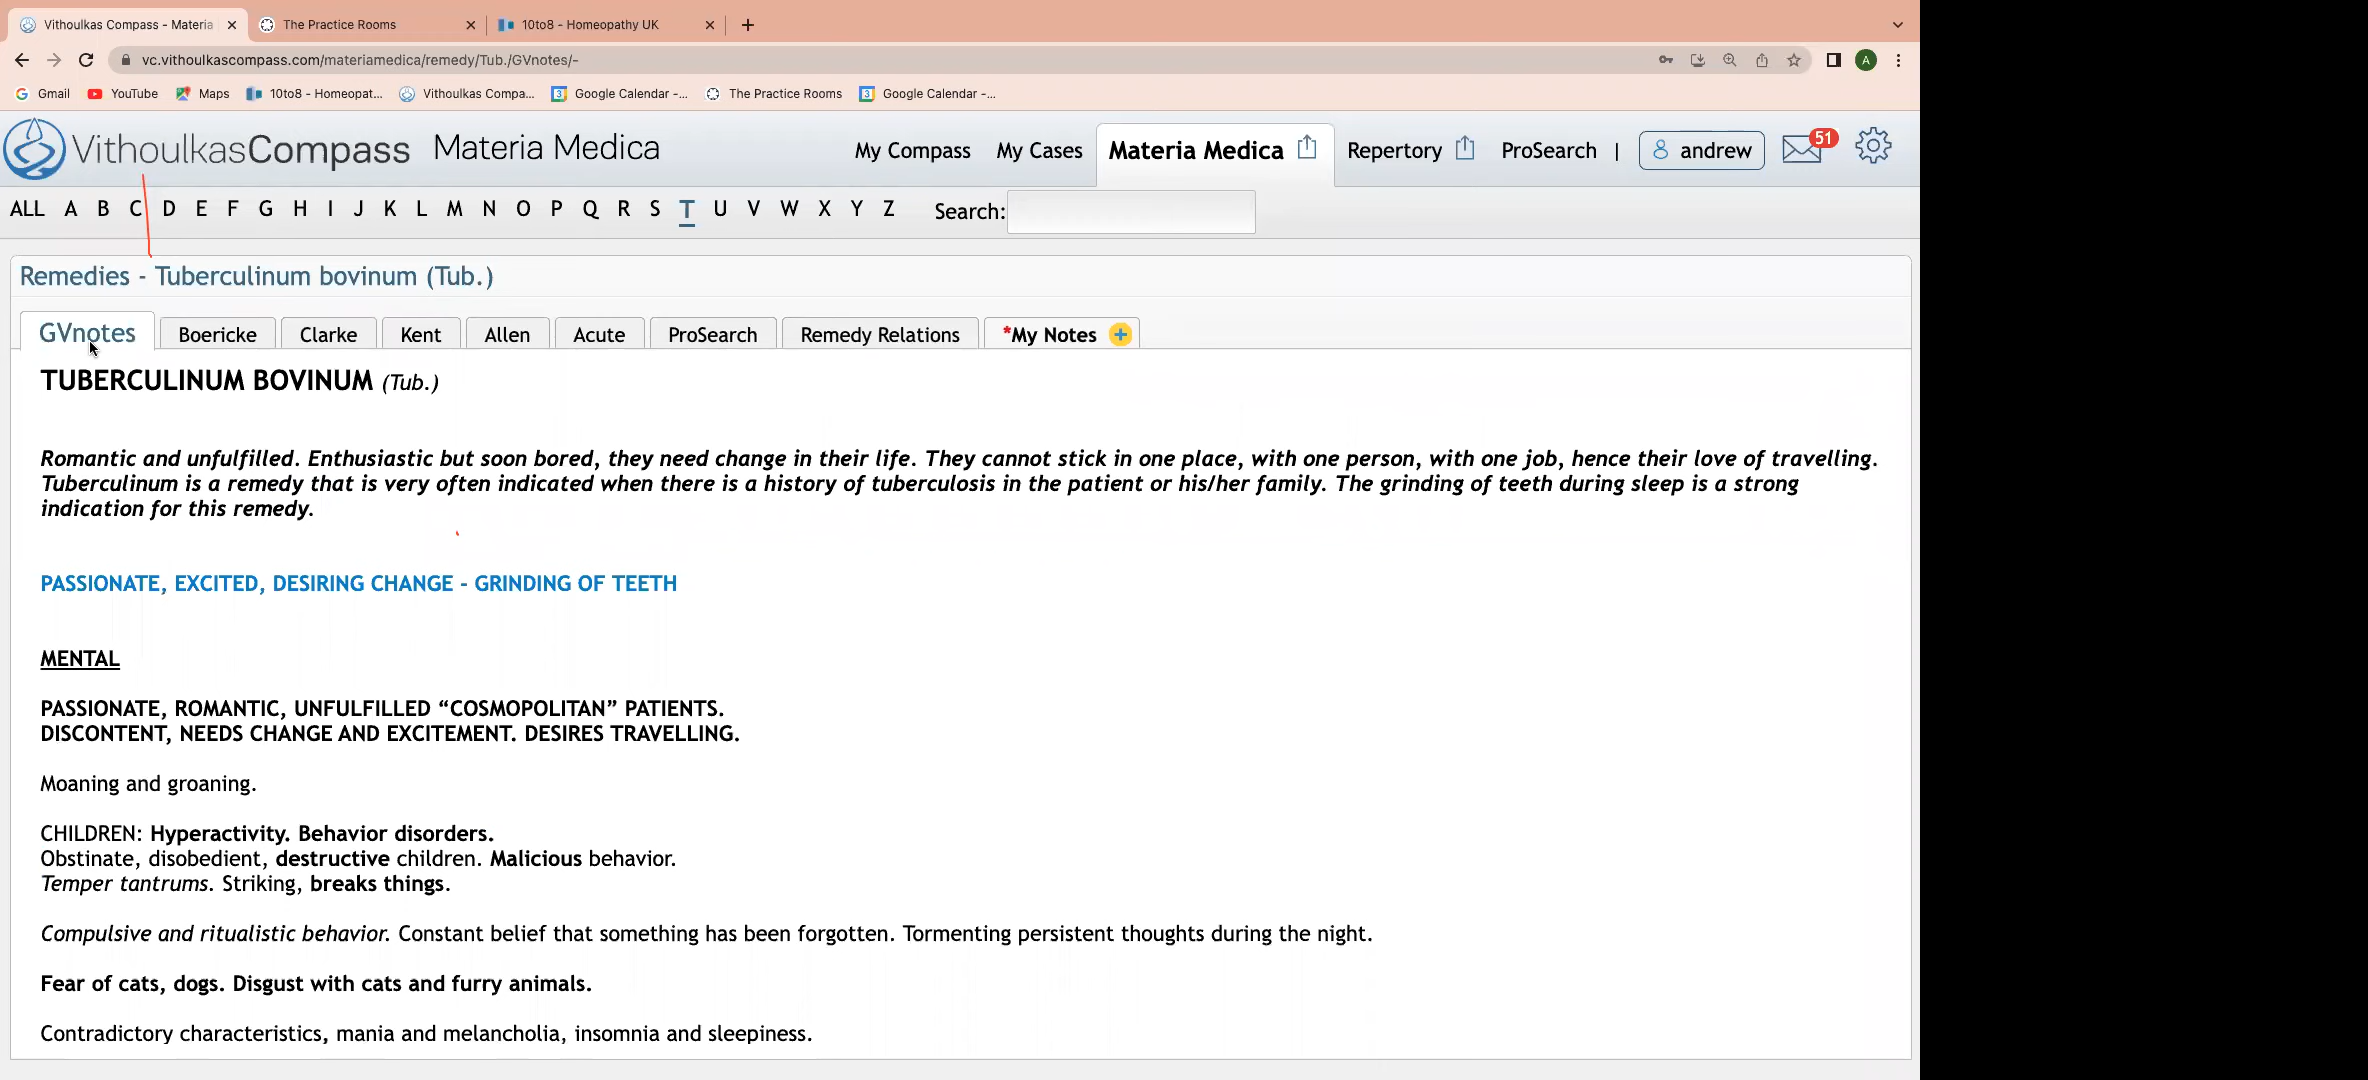 Vithoulkas Compass - Materia
The Practice Rooms
10to8 - Homeopathy UK
vc.vithoulkascompass.com/materiamedica/remedy/Tub./GVnotes/-
A
Gmail YouTube Maps 10to8 - Homeopat... Vithoulkas Compa... Google Calendar -... The Practice Rooms Google Calendar -...
VithoulkasCompass Materia Medica My Compass My Cases Materia Medica Repertory ProSearch | andrew 51
ALL A B C D E F G H I J K L M N O P Q R S T U V W X Y Z Search:
Remedies - Tuberculinum bovinum (Tub.)
GVnotes Boericke Clarke Kent Allen Acute ProSearch Remedy Relations *My Notes +
TUBERCULINUM BOVINUM (Tub.)
Romantic and unfulfilled. Enthusiastic but soon bored, they need change in their life. They cannot stick in one place, with one person, with one job, hence their love of travelling.
Tuberculinum is a remedy that is very often indicated when there is a history of tuberculosis in the patient or his/her family. The grinding of teeth during sleep is a strong
indication for this remedy.
PASSIONATE, EXCITED, DESIRING CHANGE - GRINDING OF TEETH
MENTAL
PASSIONATE, ROMANTIC, UNFULFILLED “COSMOPOLITAN” PATIENTS.
DISCONTENT, NEEDS CHANGE AND EXCITEMENT. DESIRES TRAVELLING.
Moaning and groaning.
CHILDREN: Hyperactivity. Behavior disorders.
Obstinate, disobedient, destructive children. Malicious behavior.
Temper tantrums. Striking, breaks things.
Compulsive and ritualistic behavior. Constant belief that something has been forgotten. Tormenting persistent thoughts during the night.
Fear of cats, dogs. Disgust with cats and furry animals.
Contradictory characteristics, mania and melancholia, insomnia and sleepiness.